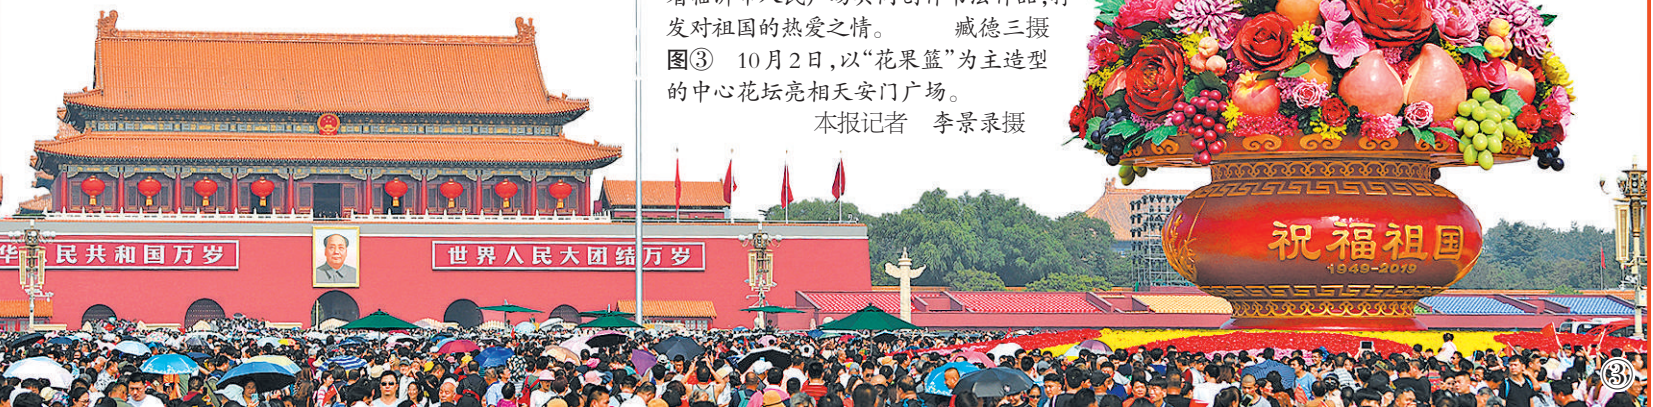 发对祖国的热爱之情。 臧德三摄
图③ 10月2日,以“花果篮”为主造型
的中心花坛亮相天安门广场。
本报记者 李景录摄
华 民共和国万岁
世界人民大团结万岁
祝福祖国
1949-2019
③